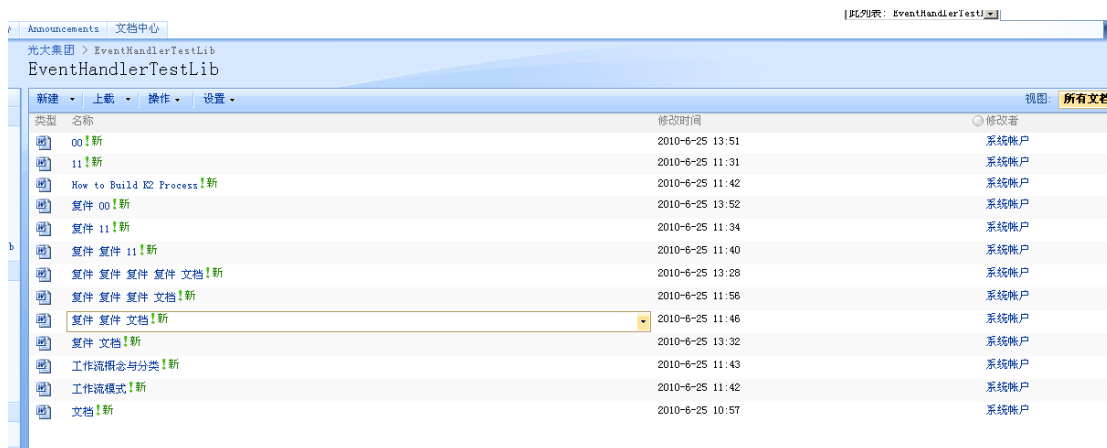 此列表: EventHandlerTestL
Announcements 文档中心
光大集团 > EventHandlerTestLib
EventHandlerTestLib
新建 上载 操作 设置 视图: 所有文档
类型 名称 修改时间 修改者
00 !新 2010-6-25 13:51 系统帐户
11 !新 2010-6-25 11:31 系统帐户
How to Build K2 Process !新 2010-6-25 11:42 系统帐户
复件 00 !新 2010-6-25 13:52 系统帐户
复件 11 !新 2010-6-25 11:34 系统帐户
复件 复件 11 !新 2010-6-25 11:40 系统帐户
复件 复件 复件 复件 文档 !新 2010-6-25 13:28 系统帐户
复件 复件 复件 文档 !新 2010-6-25 11:56 系统帐户
复件 复件 文档 !新 2010-6-25 11:46 系统帐户
复件 文档 !新 2010-6-25 13:32 系统帐户
工作流概念与分类 !新 2010-6-25 11:43 系统帐户
工作流模式 !新 2010-6-25 11:42 系统帐户
文档 !新 2010-6-25 10:57 系统帐户